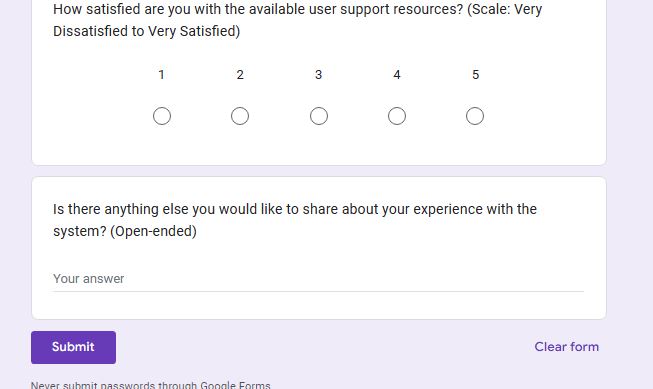 How satisfied are you with the available user support resources? (Scale: Very
Dissatisfied to Very Satisfied)
1 2 3 4 5
Is there anything else you would like to share about your experience with the
system? (Open-ended)
Your answer
Submit Clear form
Never submit passwords through Google Forms.